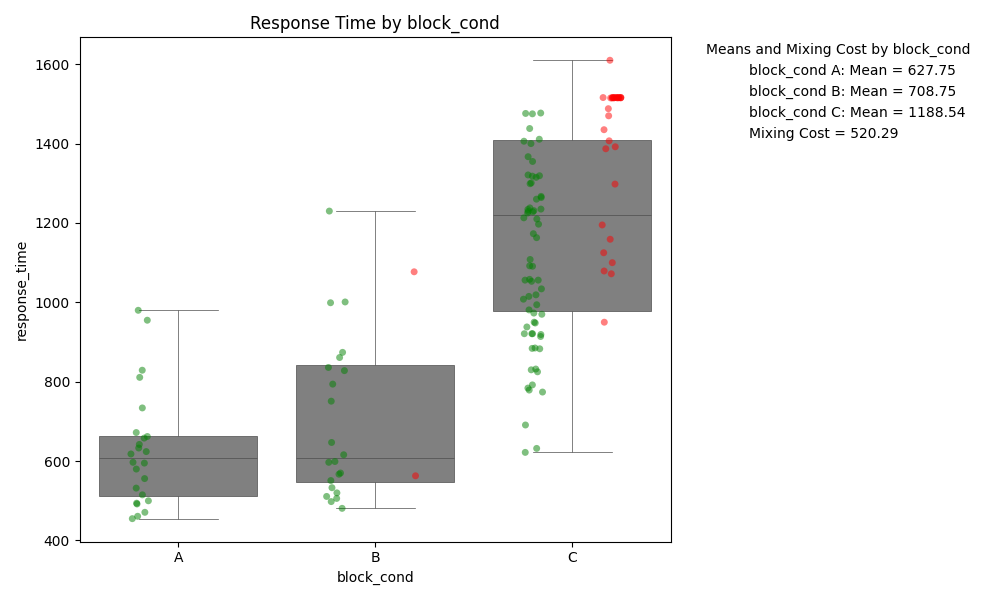 Response Time by block_cond
Means and Mixing Cost by block_cond
block_cond A: Mean = 627.75
block_cond B: Mean = 708.75
block_cond C: Mean = 1188.54
Mixing Cost = 520.29
response_time
1600
1400
1200
1000
800
600
400
A B C
block_cond